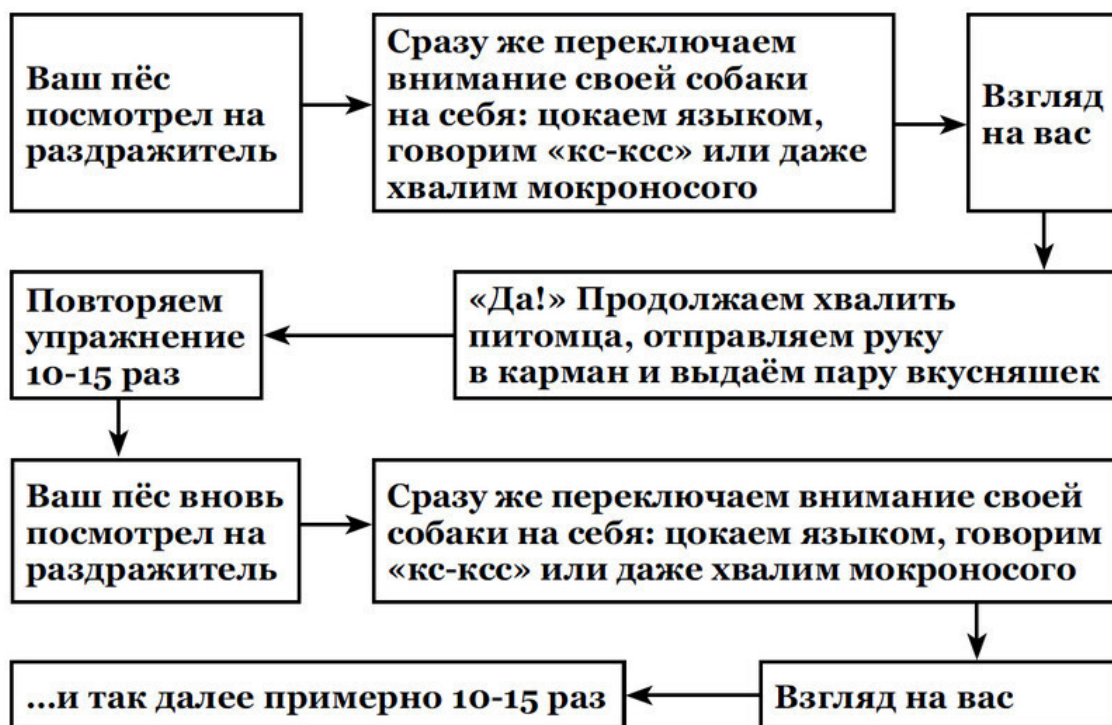 Ваш пёс
посмотрел на
раздражитель
Сразу же переключаем
внимание своей собаки
на себя: цокаем языком,
говорим «кс-ксс» или даже
хвалим мокроносого
Взгляд
на вас
«Да!» Продолжаем хвалить
питомца, отправляем руку
в карман и выдаём пару вкусняшек
Повторяем
упражнение
10-15 раз
Ваш пёс вновь
посмотрел на
раздражитель
Сразу же переключаем внимание своей
собаки на себя: цокаем языком, говорим
«кс-ксс» или даже хвалим мокроносого
Взгляд на вас
...и так далее примерно 10-15 раз